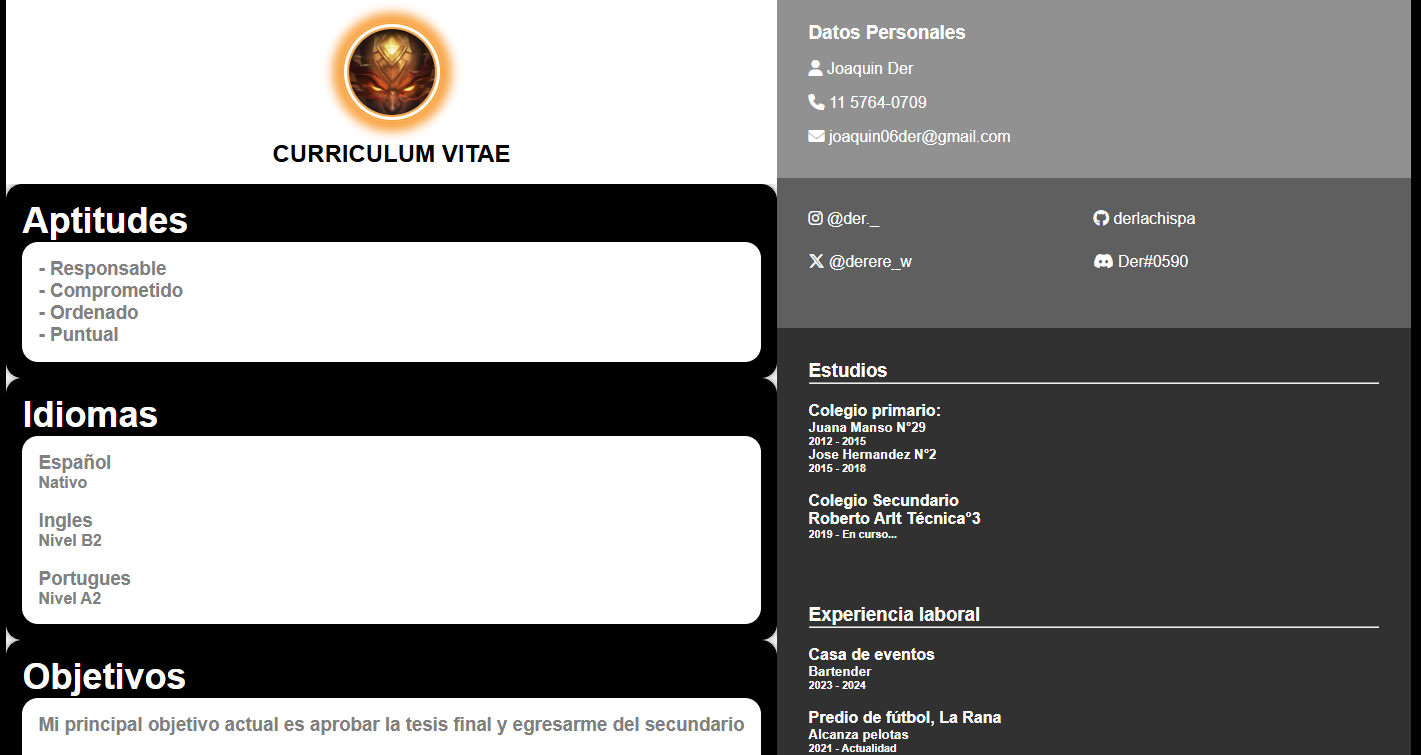 CURRICULUM VITAE
Aptitudes
- Responsable
- Comprometido
- Ordenado
- Puntual
Idiomas
Español
Nativo
Ingles
Nivel B2
Portugues
Nivel A2
Objetivos
Mi principal objetivo actual es aprobar la tesis final y egresarme del secundario
Datos Personales
Joaquin Der
11 5764-0709
joaquin06der@gmail.com
@der._
derlachispa
@derere_w
Der#0590
Estudios
Colegio primario:
Juana Manso N°29
2012 - 2015
Jose Hernandez N°2
2015 - 2018
Colegio Secundario
Roberto Arlt Técnica°3
2019 - En curso...
Experiencia laboral
Casa de eventos
Bartender
2023 - 2024
Predio de fútbol, La Rana
Alcanza pelotas
2021 - Actualidad